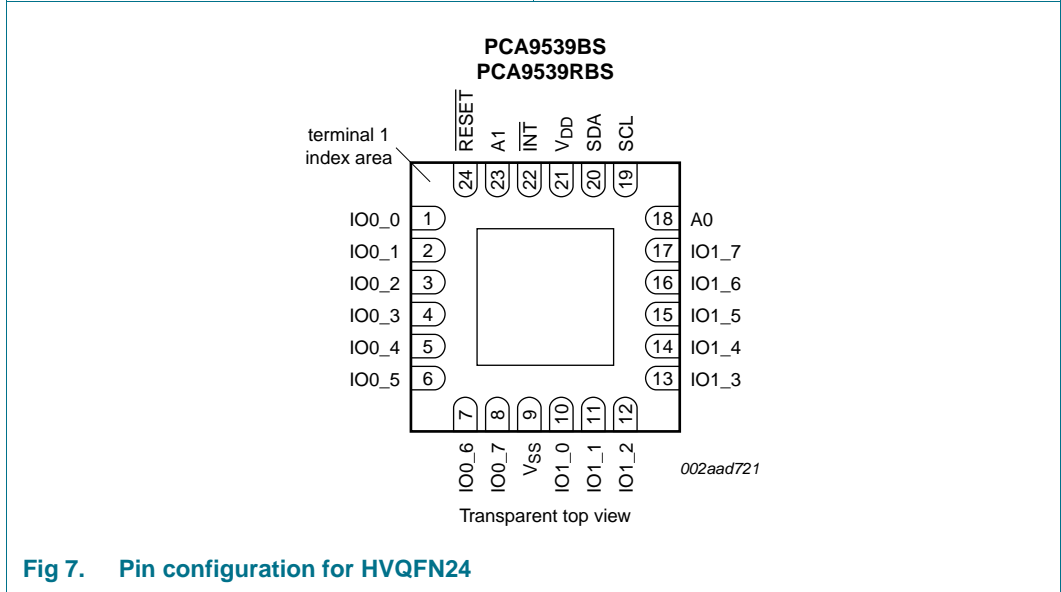 PCA9539BS
PCA9539RBS
terminal 1
index area
RESET
A1
INT
VDD
SDA
SCL
24
23
22
21
20
19
IO0_0 1
IO0_1 2
IO0_2 3
IO0_3 4
IO0_4 5
IO0_5 6
18 A0
17 IO1_7
16 IO1_6
15 IO1_5
14 IO1_4
13 IO1_3
7
8
9
10
11
12
IO0_6
IO0_7
VSS
IO1_0
IO1_1
IO1_2
002aad721
Transparent top view
Fig 7. Pin configuration for HVQFN24